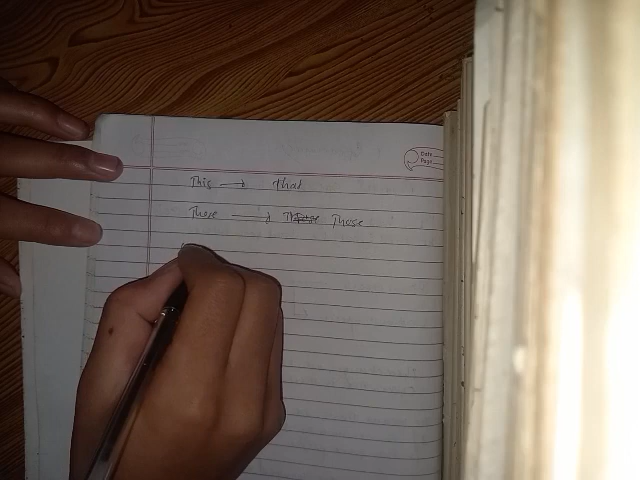 Date
Page
This → that
These → Those